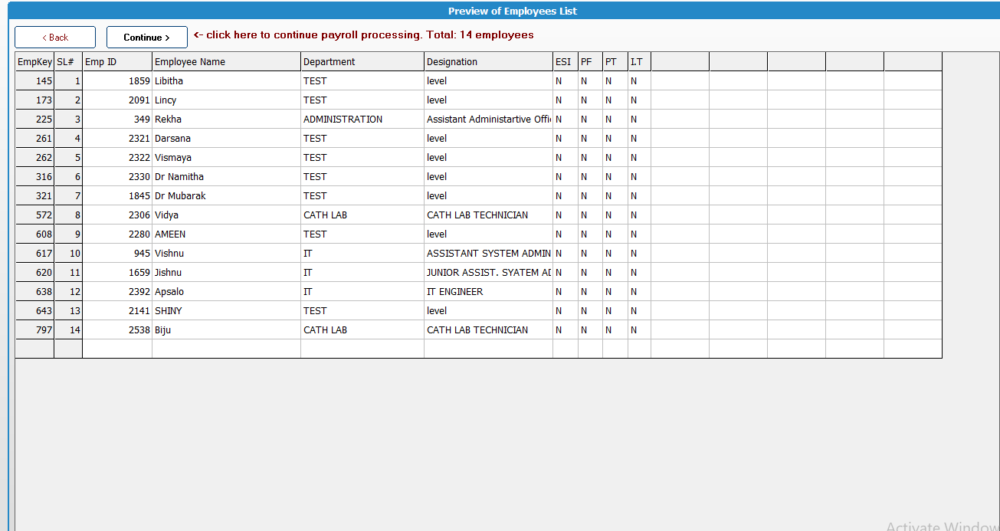 Preview of Employees List
< Back Continue > <- click here to continue payroll processing. Total: 14 employees
EmpKey SL# Emp ID Employee Name Department Designation ESI PF PT I.T
145 1 1859 Libitha TEST level N N N N
173 2 2091 Lincy TEST level N N N N
225 3 349 Rekha ADMINISTRATION Assistant Administartive Offi N N N N
261 4 2321 Darsana TEST level N N N N
262 5 2322 Vismaya TEST level N N N N
316 6 2330 Dr Namitha TEST level N N N N
321 7 1845 Dr Mubarak TEST level N N N N
572 8 2306 Vidya CATH LAB CATH LAB TECHNICIAN N N N N
608 9 2280 AMEEN TEST level N N N N
617 10 945 Vishnu IT ASSISTANT SYSTEM ADMIN N N N N
620 11 1659 Jishnu IT JUNIOR ASSIST. SYATEM AD N N N N
638 12 2392 Apsalo IT IT ENGINEER N N N N
643 13 2141 SHINY TEST level N N N N
797 14 2538 Biju CATH LAB CATH LAB TECHNICIAN N N N N
Activate Window